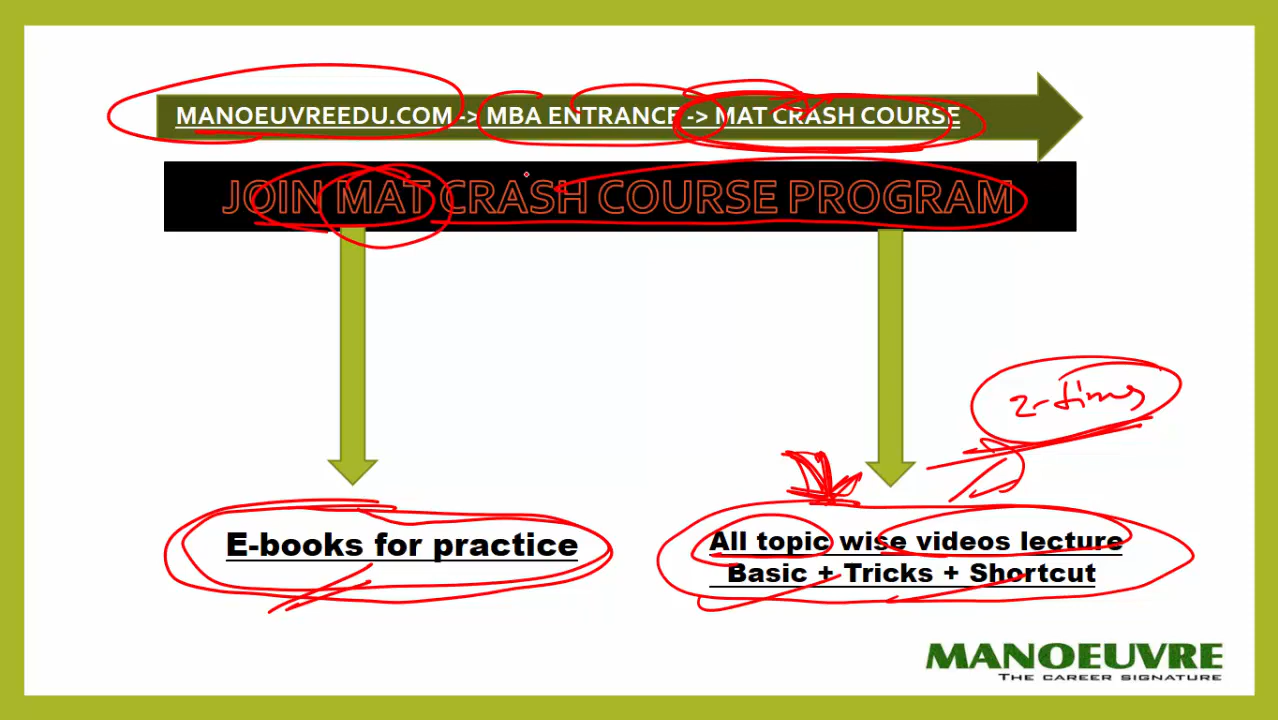 MANOEUVREEDU.COM -> MBA ENTRANCE -> MAT CRASH COURSE
JOIN MAT CRASH COURSE PROGRAM
2-times
E-books for practice
All topic wise videos lecture
Basic + Tricks + Shortcut
MANOEUVRE
THE CAREER SIGNATURE